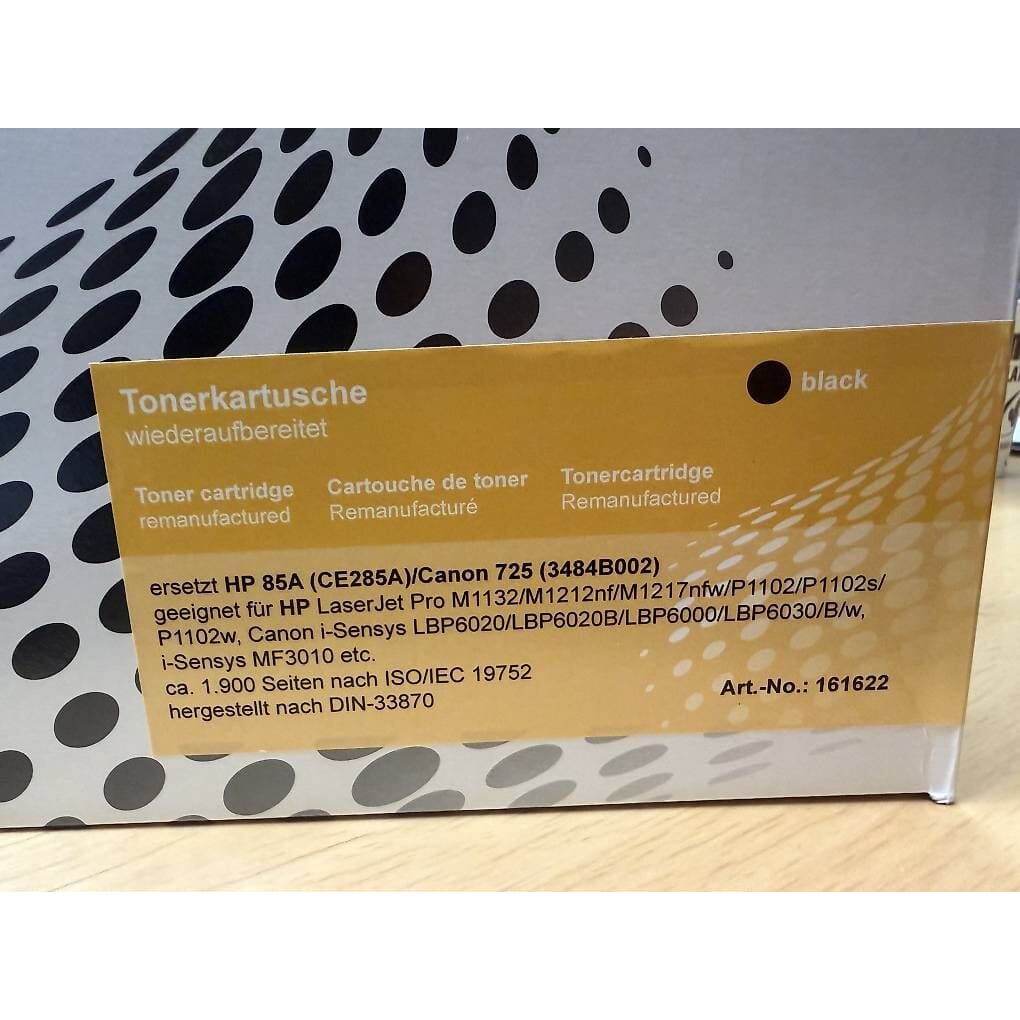 Tonerkartusche
wiederaufbereitet
black
Toner cartridge
remanufactured
Cartouche de toner
Remanufacturé
Tonercartridge
Remanufactured
ersetzt HP 85A (CE285A)/Canon 725 (3484B002)
geeignet für HP LaserJet Pro M1132/M1212nf/M1217nfw/P1102/P1102s/
P1102w, Canon i-Sensys LBP6020/LBP6020B/LBP6000/LBP6030/B/w,
i-Sensys MF3010 etc.
ca. 1.900 Seiten nach ISO/IEC 19752
hergestellt nach DIN-33870
Art.-No.: 161622